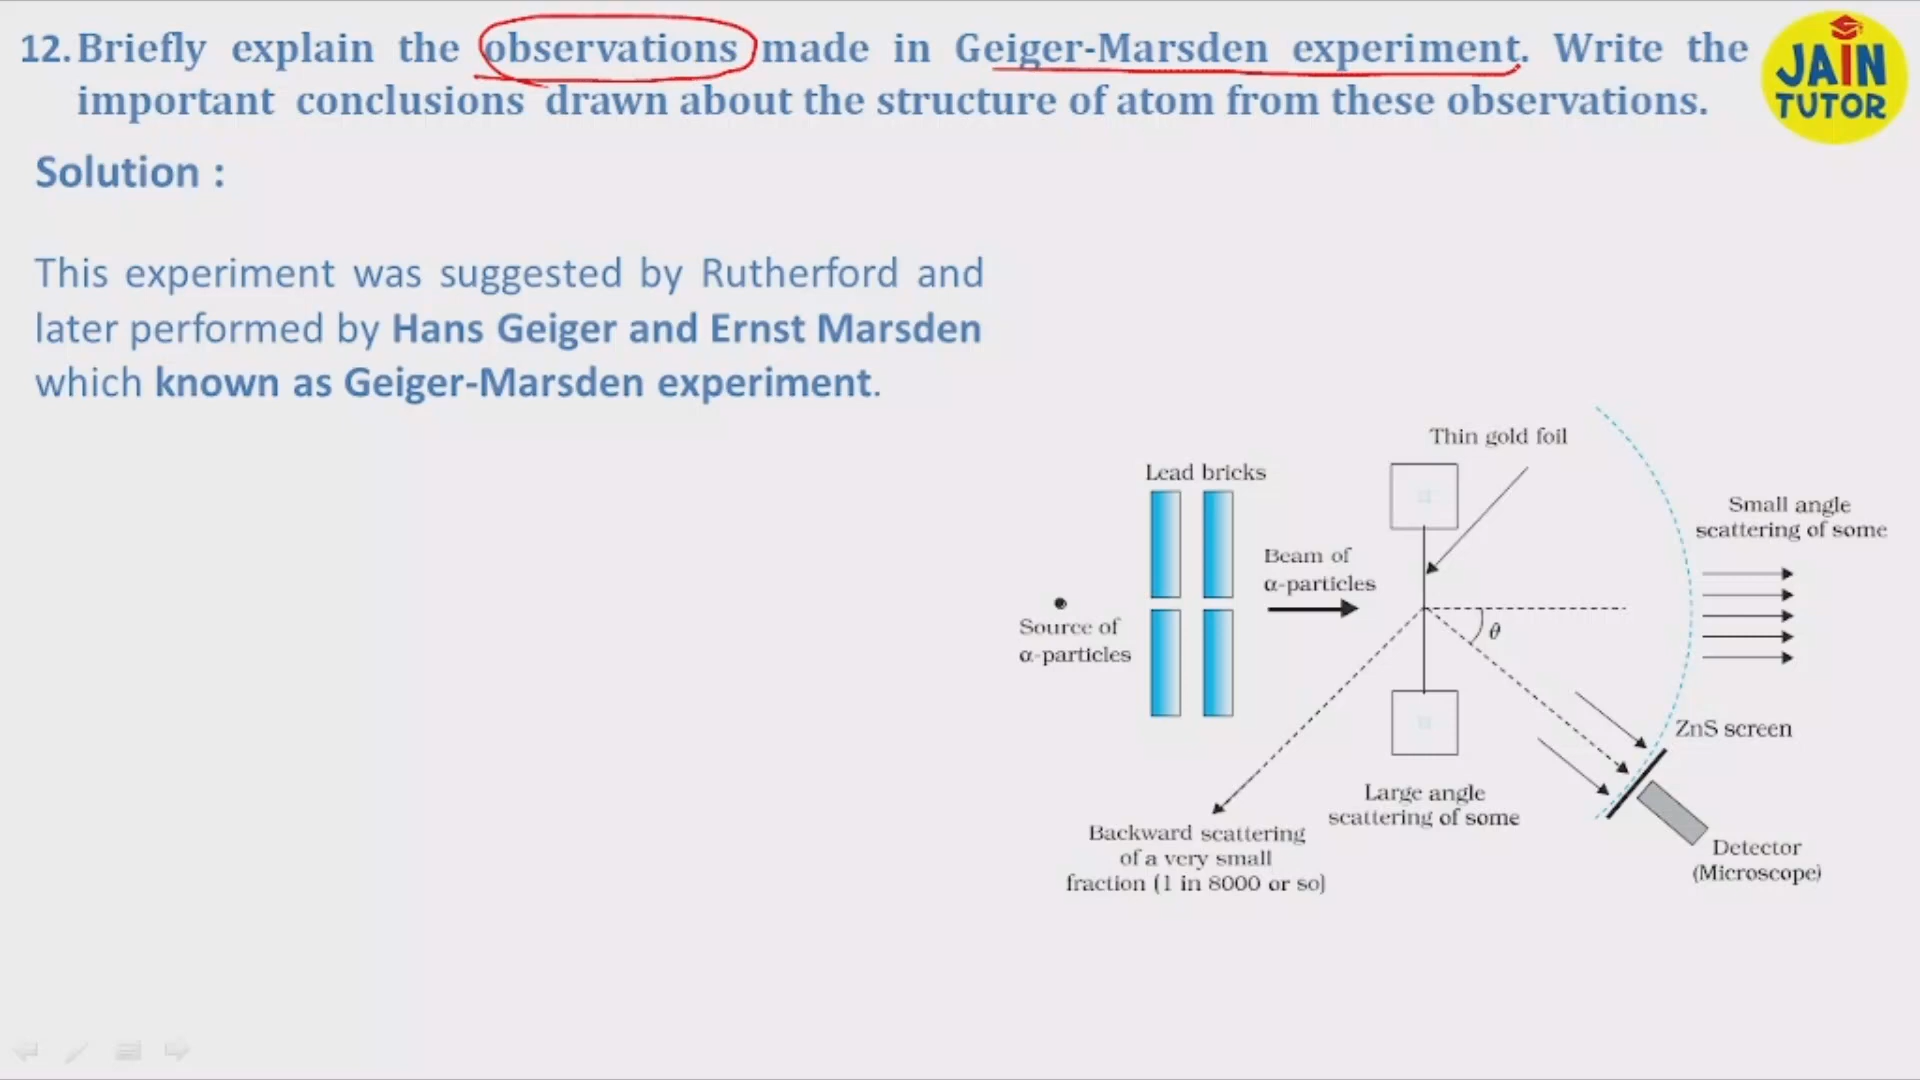 12. Briefly explain the observations made in Geiger-Marsden experiment. Write the
important conclusions drawn about the structure of atom from these observations.
JAIN
TUTOR
Solution :
This experiment was suggested by Rutherford and
later performed by Hans Geiger and Ernst Marsden
which known as Geiger-Marsden experiment.
Thin gold foil
Lead bricks
Small angle
scattering of some
Beam of
α-particles
Source of
α-particles
θ
ZnS screen
Large angle
scattering of some
Backward scattering
of a very small
fraction (1 in 8000 or so)
Detector
(Microscope)